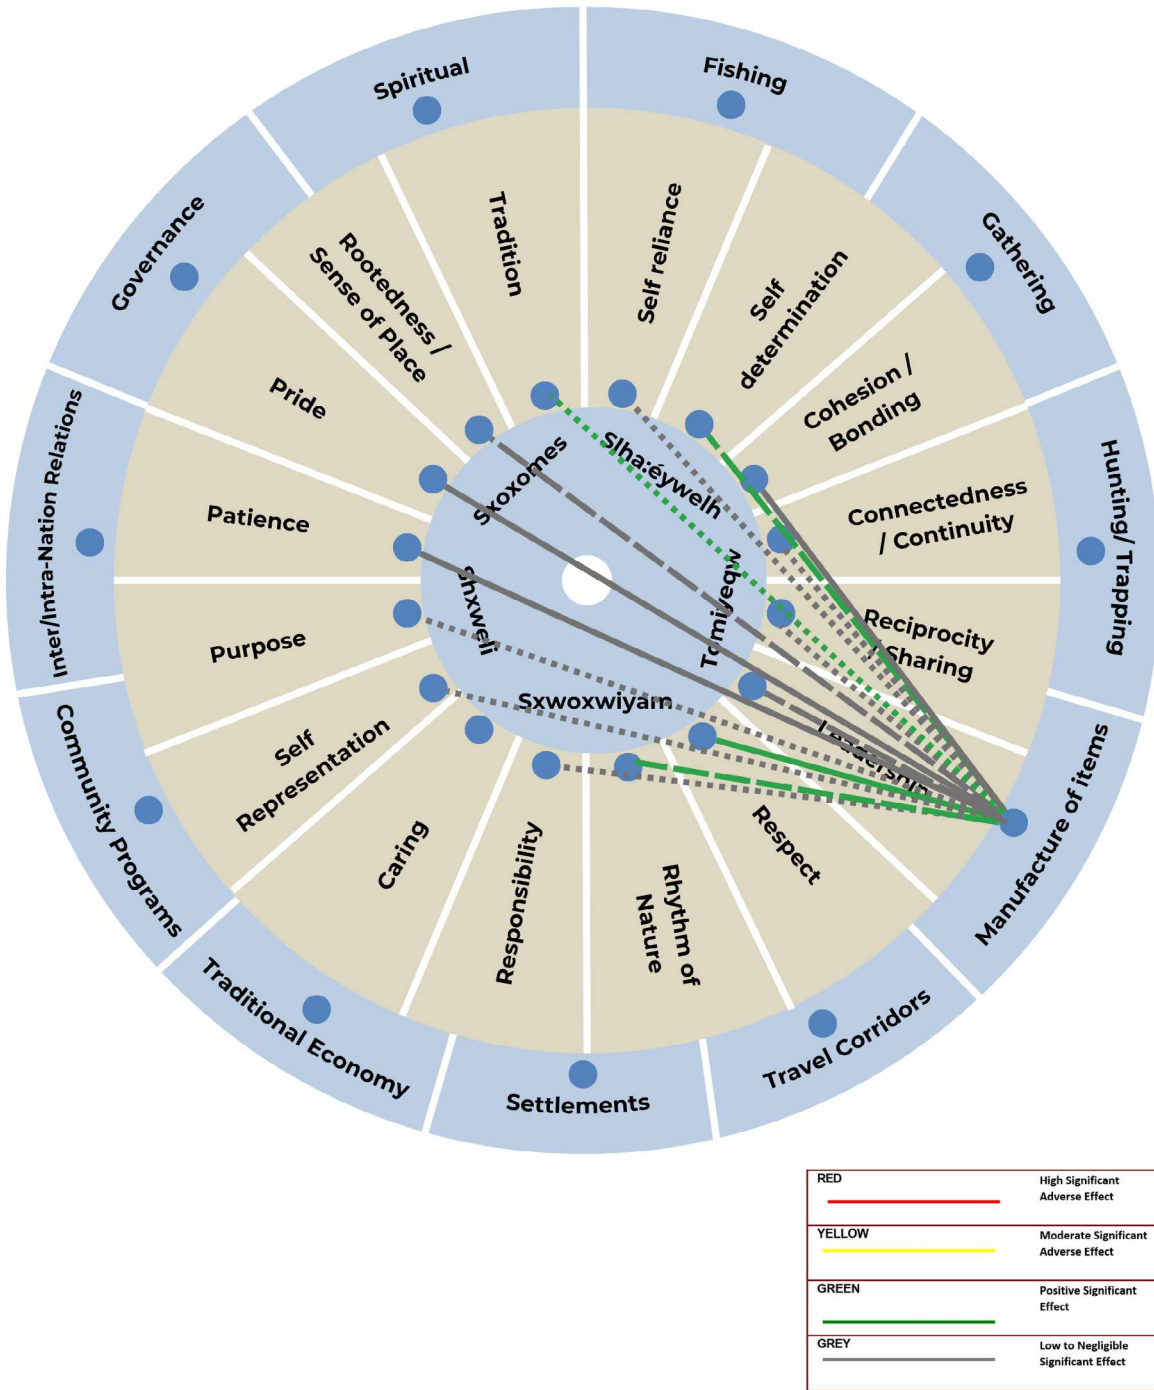 Spiritual
Fishing
Gathering
Hunting/ Trapping
Manufacture of items
Travel Corridors
Settlements
Traditional Economy
Community Programs
Inter/Intra-Nation Relations
Governance
Tradition
Self reliance
Self
determination
Cohesion /
Bonding
Connectedness
/ Continuity
Reciprocity
/ Sharing
Leadership
Respect
Rhythm of
Nature
Responsibility
Caring
Self
Representation
Purpose
Patience
Pride
Rootedness /
Sense of Place
Sxoxomes
Slha:éywelh
Tomiyeqw
Sxwoxwiyam
Shxweli
RED
High Significant
Adverse Effect
YELLOW
Moderate Significant
Adverse Effect
GREEN
Positive Significant
Effect
GREY
Low to Negligible
Significant Effect